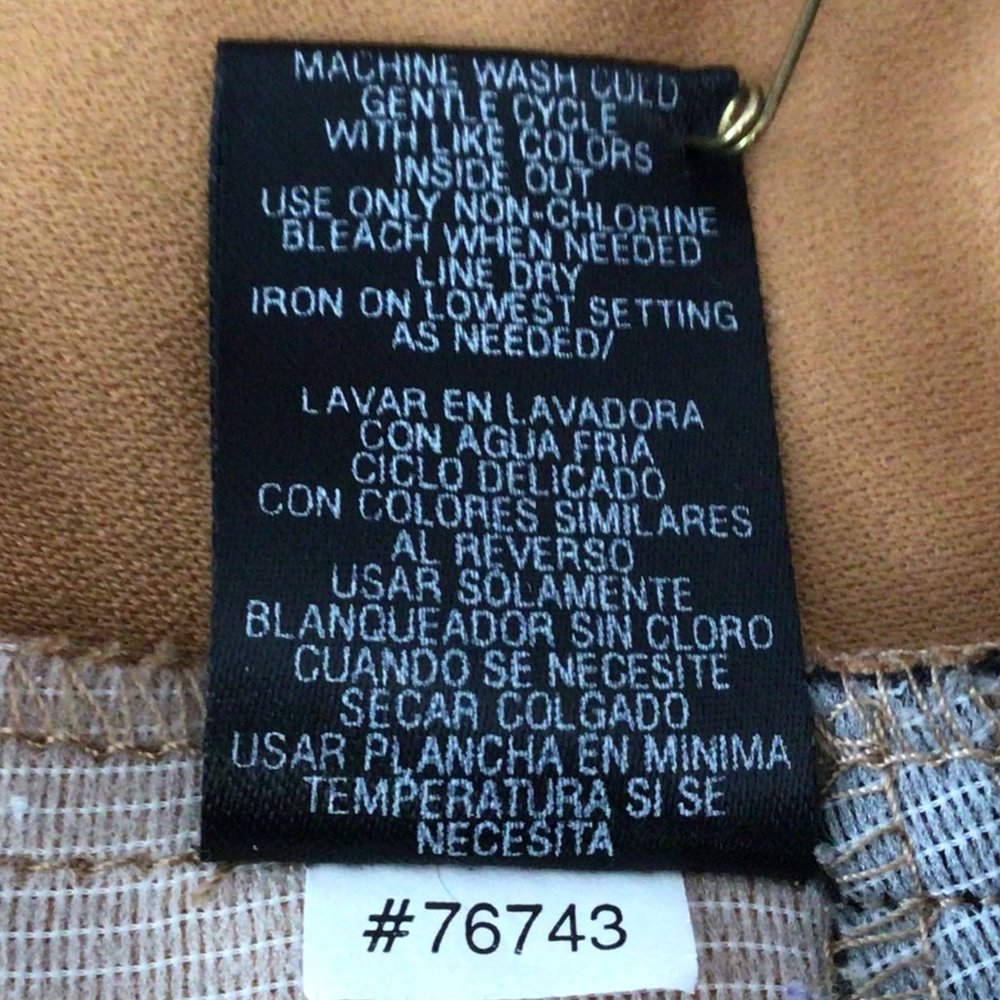 MACHINE WASH COLD
GENTLE CYCLE
WITH LIKE COLORS
INSIDE OUT
USE ONLY NON-CHLORINE
BLEACH WHEN NEEDED
LINE DRY
IRON ON LOWEST SETTING
AS NEEDED/
LAVAR EN LAVADORA
CON AGUA FRIA
CICLO DELICADO
CON COLORES SIMILARES
AL REVERSO
USAR SOLAMENTE
BLANQUEADOR SIN CLORO
CUANDO SE NECESITE
SECAR COLGADO
USAR PLANCHA EN MINIMA
TEMPERATURA SI SE
NECESITA
#76743